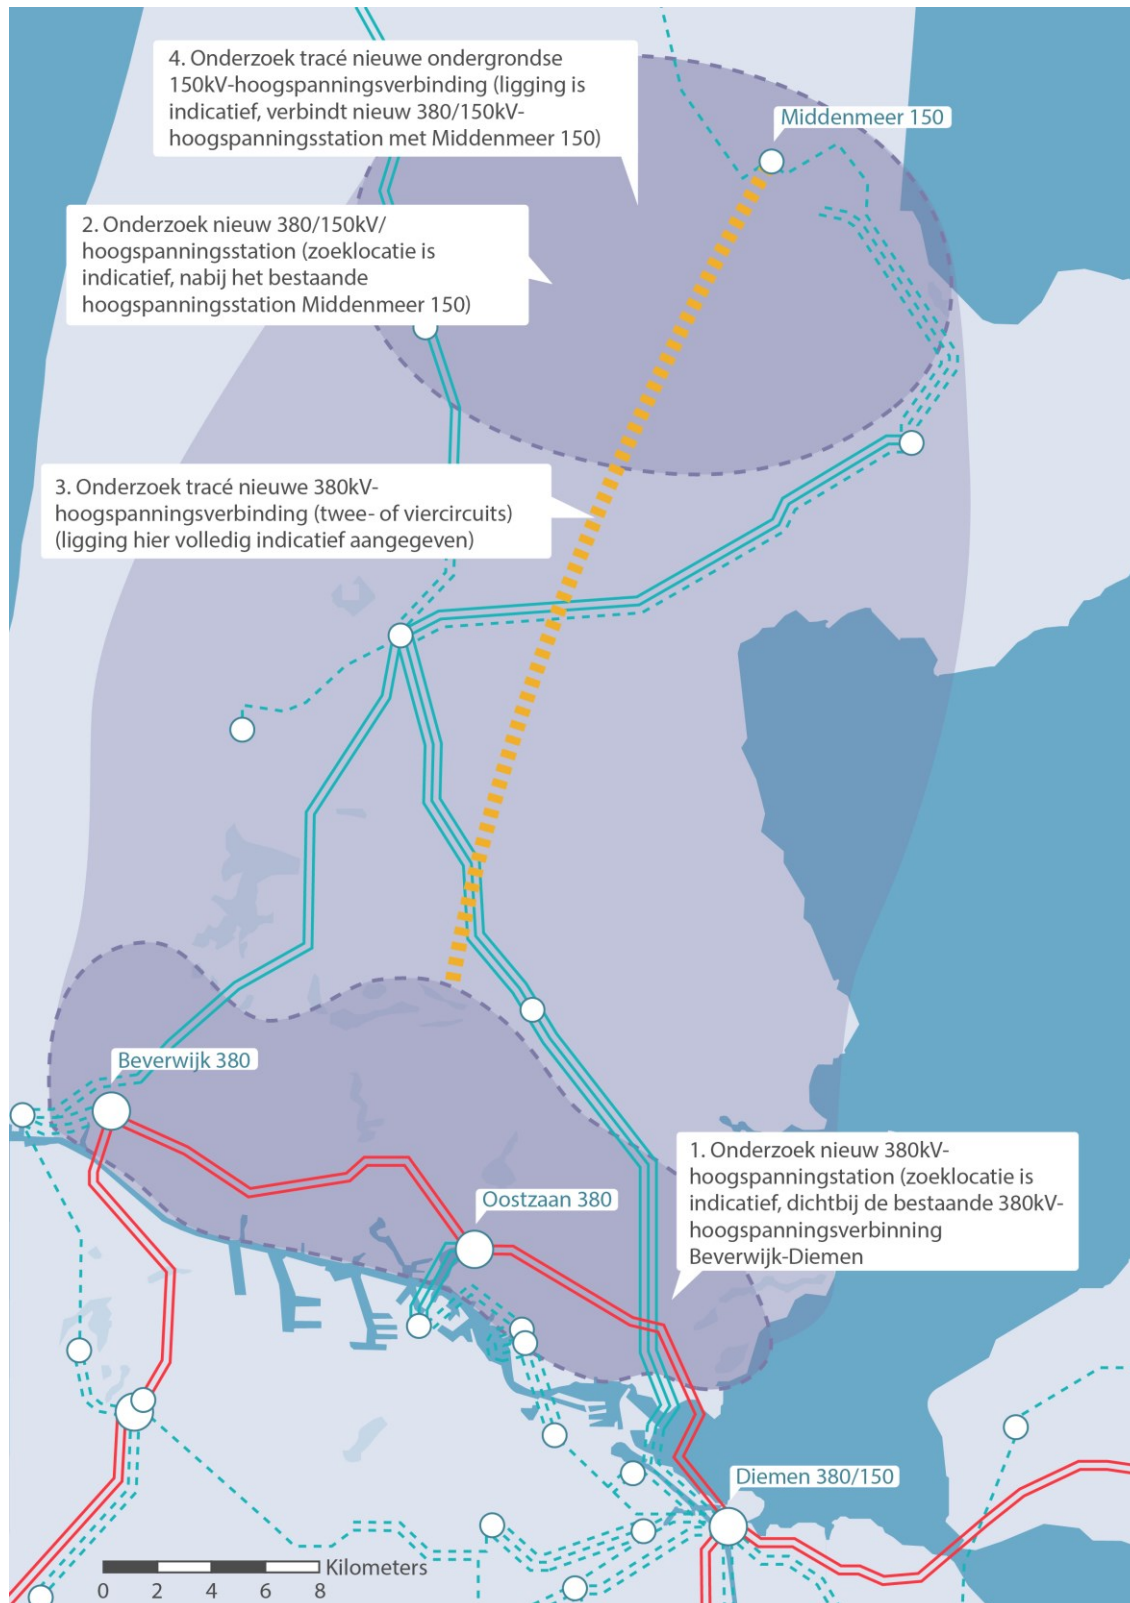 4. Onderzoek tracé nieuwe ondergrondse
150kV-hoogspanningsverbinding (ligging is
indicatief, verbindt nieuw 380/150kV-
hoogspanningsstation met Middenmeer 150)
Middenmeer 150
2. Onderzoek nieuw 380/150kV/
hoogspanningsstation (zoeklocatie is
indicatief, nabij het bestaande
hoogspanningsstation Middenmeer 150)
3. Onderzoek tracé nieuwe 380kV-
hoogspanningsverbinding (twee- of viercircuits)
(ligging hier volledig indicatief aangegeven)
Beverwijk 380
1. Onderzoek nieuw 380kV-
hoogspanningstation (zoeklocatie is
indicatief, dichtbij de bestaande 380kV-
hoogspanningsverbinning
Beverwijk-Diemen
Oostzaan 380
Diemen 380/150
Kilometers
0 2 4 6 8